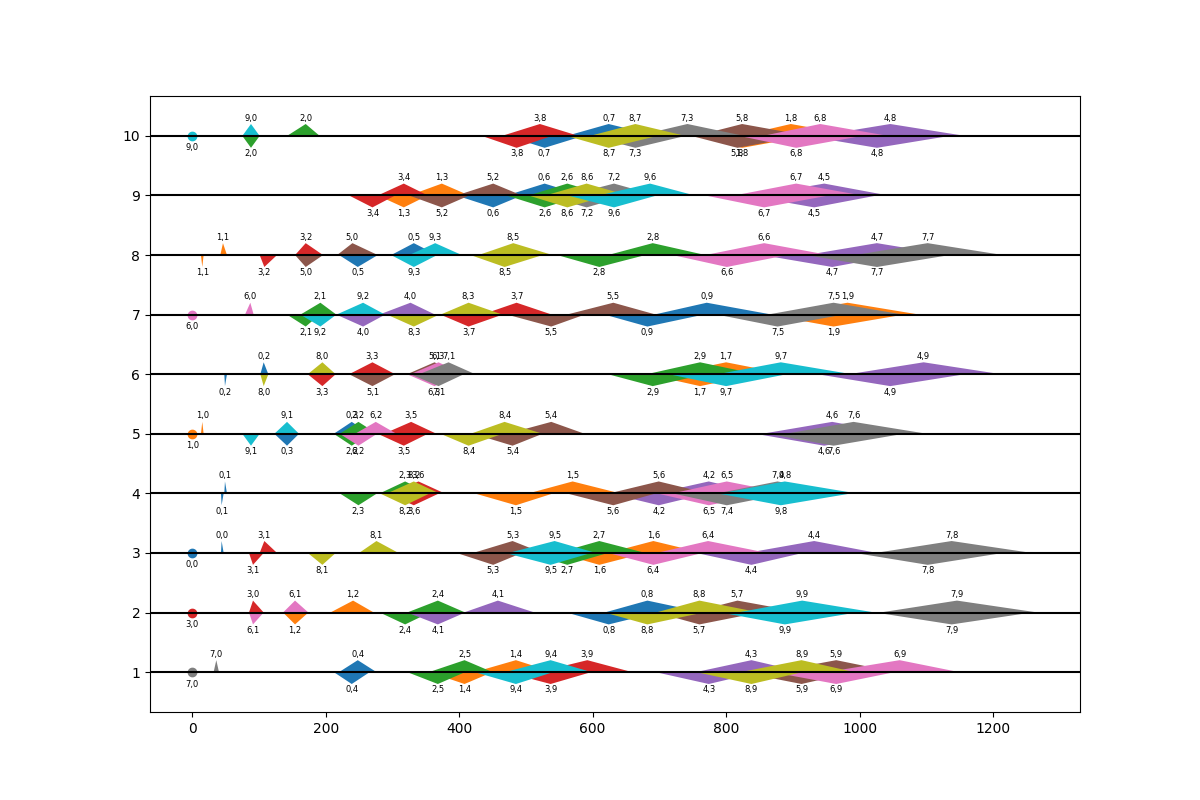 9,0 2,0 3,8 0,7 8,7 7,3 5,8 1,8 6,8 4,8
10
9,0 2,0 3,8 0,7 8,7 7,3 6,8 4,8
3,4 1,3 5,2 0,6 2,6 8,6 7,2 9,6 6,7 4,5
9
3,4 1,3 5,2 0,6 2,6 8,6 7,2 9,6 6,7 4,5
1,1 3,2 5,0 0,5 9,3 8,5 2,8 6,6 4,7 7,7
8
1,1 3,2 5,0 0,5 9,3 8,5 2,8 6,6 4,7 7,7
6,0 2,1 9,2 4,0 8,3 3,7 5,5 0,9 7,5 1,9
7
6,0 2,1 9,2 4,0 8,3 3,7 5,5 0,9 7,5 1,9
0,2 8,0 3,3 7,1 2,9 1,7 9,7 4,9
6
0,2 8,0 3,3 5,1 2,9 1,7 9,7 4,9
1,0 9,1 6,2 3,5 8,4 5,4 4,6 7,6
5
1,0 9,1 0,3 3,5 8,4 5,4 4,6 7,6
0,1 1,5 5,6 4,2 6,5 9,8
4
0,1 2,3 8,2 3,6 1,5 5,6 4,2 6,5 7,4 9,8
0,0 3,1 8,1 5,3 9,5 2,7 1,6 6,4 4,4 7,8
3
0,0 3,1 8,1 5,3 9,5 2,7 1,6 6,4 4,4 7,8
3,0 6,1 1,2 2,4 4,1 0,8 8,8 5,7 9,9 7,9
2
3,0 6,1 1,2 2,4 4,1 0,8 8,8 5,7 9,9 7,9
7,0 0,4 2,5 1,4 9,4 3,9 4,3 8,9 5,9 6,9
1
7,0 0,4 2,5 1,4 9,4 3,9 4,3 8,9 5,9 6,9
0 200 400 600 800 1000 1200